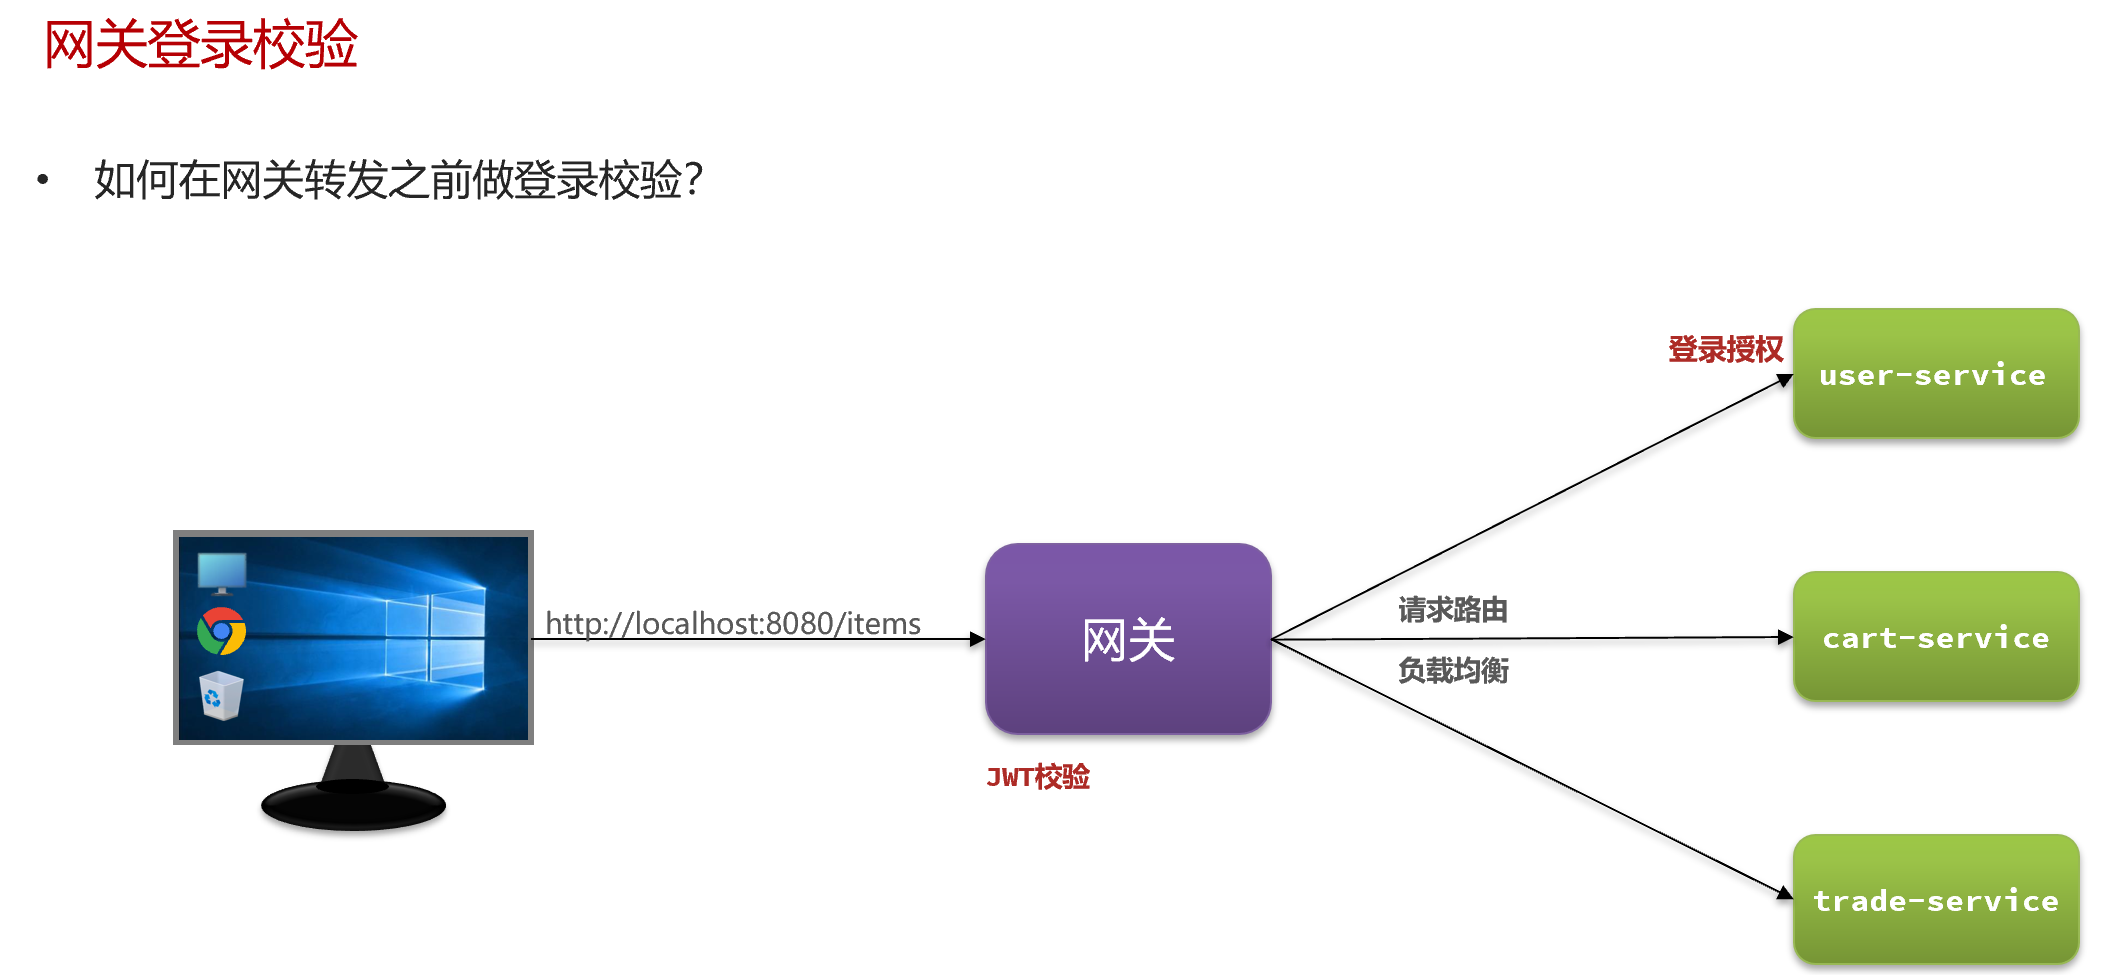 网关登录校验
• 如何在网关转发之前做登录校验？
登录授权
user-service
http://localhost:8080/items
网关
请求路由
负载均衡
cart-service
JWT校验
trade-service